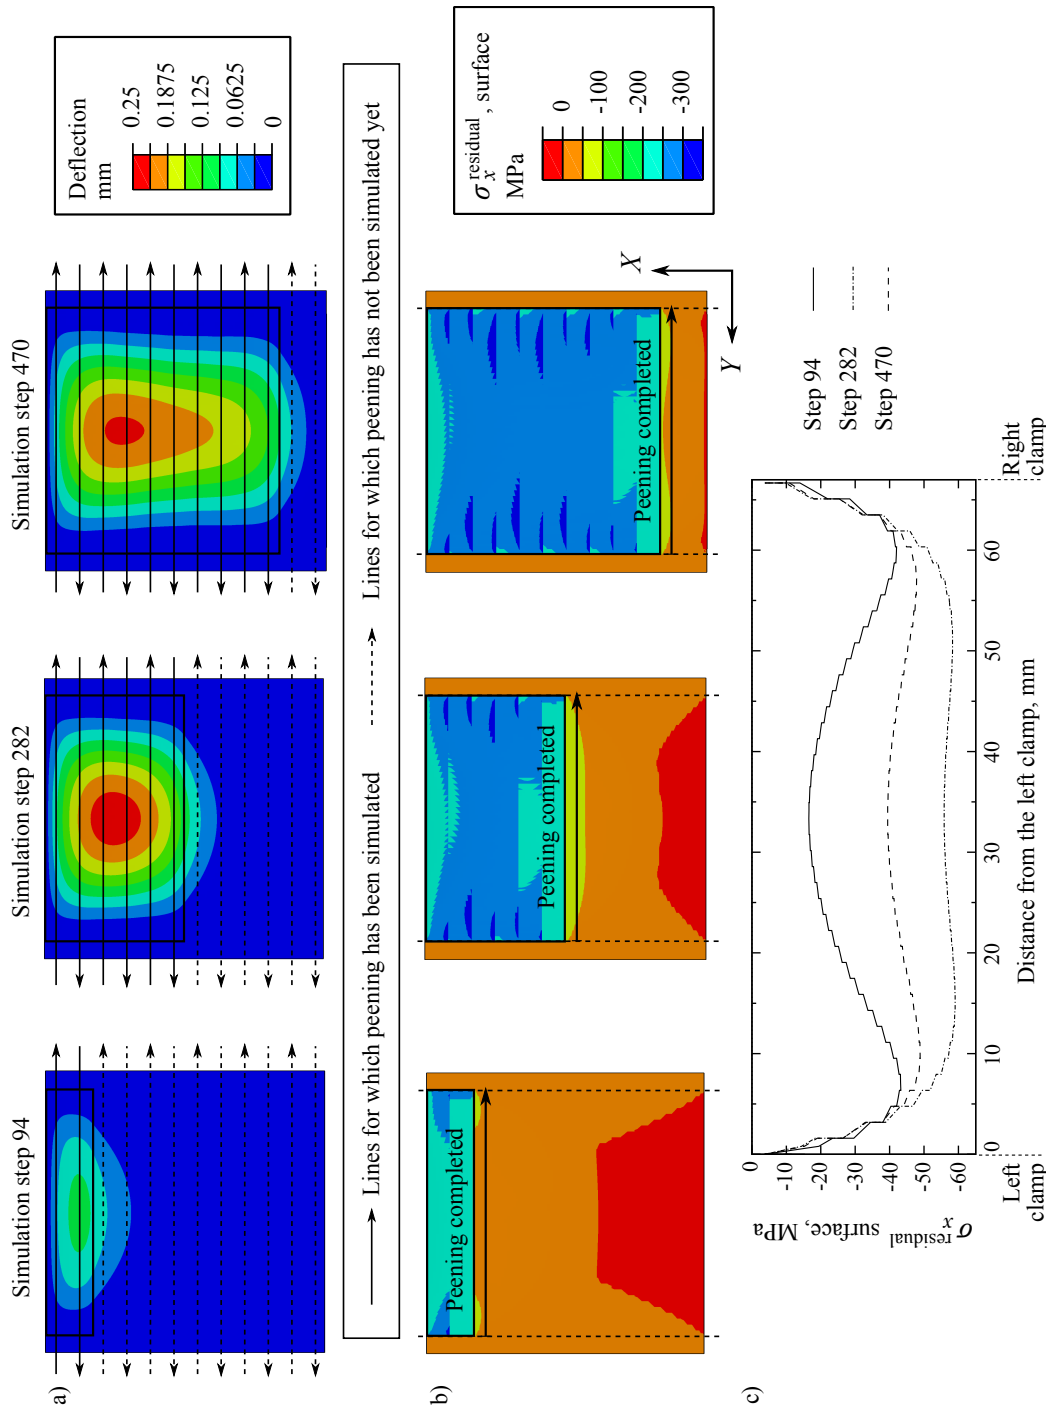 a)
Simulation step 94
Simulation step 282
Simulation step 470
Deflection
mm
0.25
0.1875
0.125
0.0625
0
Lines for which peening has been simulated
Lines for which peening has not been simulated yet
b)
Peening completed
Peening completed
Peening completed
X
Y
σ_x^residual, surface
MPa
0
-100
-200
-300
c)
σ_x^residual
surface, MPa
-10
-20
-30
-40
-50
-60
0
10
20
30
40
50
60
Left
clamp
Distance from the left clamp, mm
Right
clamp
Step 94
Step 282
Step 470